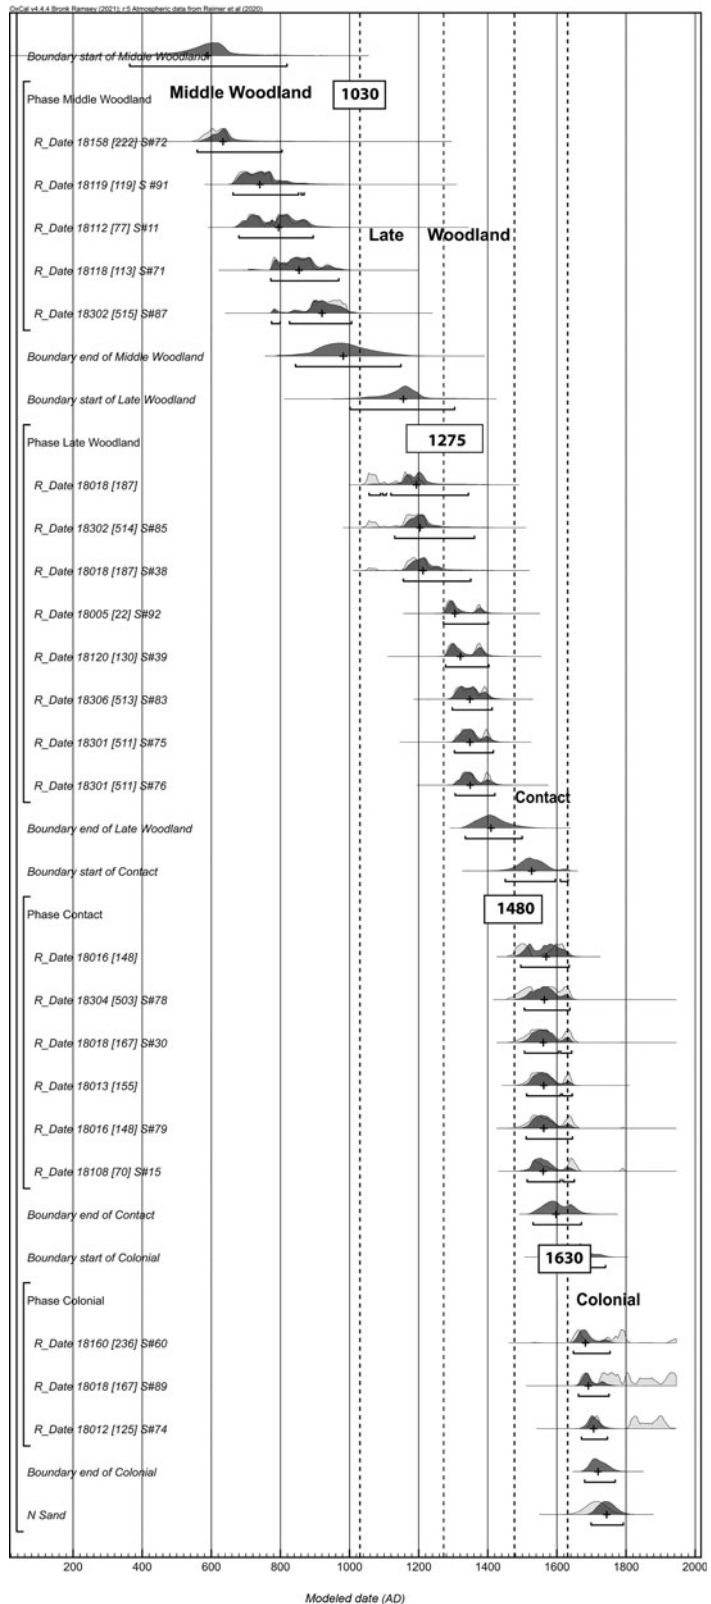 OxCal v4.4.4 Bronk Ramsey (2021); r:5 Atmospheric data from Reimer et al (2020)
Boundary start of Middle Woodland
Middle Woodland 1030
Phase Middle Woodland
R_Date 18158 [222] S#72
R_Date 18119 [119] S #91
R_Date 18112 [77] S#11
Late Woodland
R_Date 18118 [113] S#71
R_Date 18302 [515] S#87
Boundary end of Middle Woodland
Boundary start of Late Woodland
Phase Late Woodland
1275
R_Date 18018 [187]
R_Date 18302 [514] S#85
R_Date 18018 [187] S#38
R_Date 18005 [22] S#92
R_Date 18120 [130] S#39
R_Date 18306 [513] S#83
R_Date 18301 [511] S#75
R_Date 18301 [511] S#76
Contact
Boundary end of Late Woodland
Boundary start of Contact
Phase Contact
1480
R_Date 18016 [148]
R_Date 18304 [503] S#78
R_Date 18018 [167] S#30
R_Date 18013 [155]
R_Date 18016 [148] S#79
R_Date 18108 [70] S#15
Boundary end of Contact
Boundary start of Colonial
1630
Phase Colonial
Colonial
R_Date 18160 [236] S#60
R_Date 18018 [167] S#89
R_Date 18012 [125] S#74
Boundary end of Colonial
N Sand
200 400 600 800 1000 1200 1400 1600 1800 2000
Modeled date (AD)